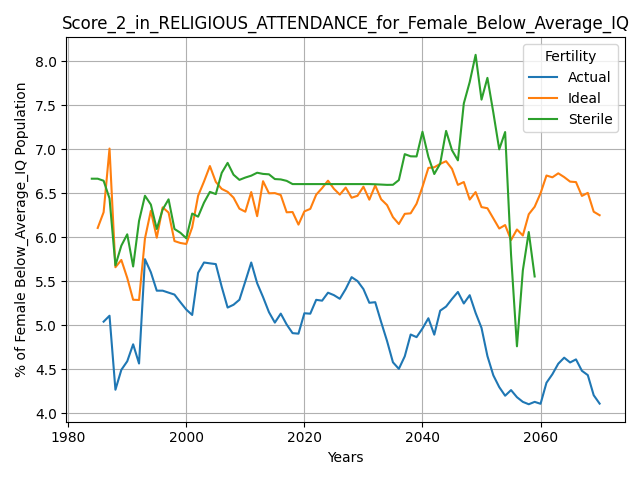 Score_2_in_RELIGIOUS_ATTENDANCE_for_Female_Below_Average_IQ
Fertility
Actual
Ideal
Sterile
% of Female Below_Average_IQ Population
8.0
7.5
7.0
6.5
6.0
5.5
5.0
4.5
4.0
1980 2000 2020 2040 2060
Years